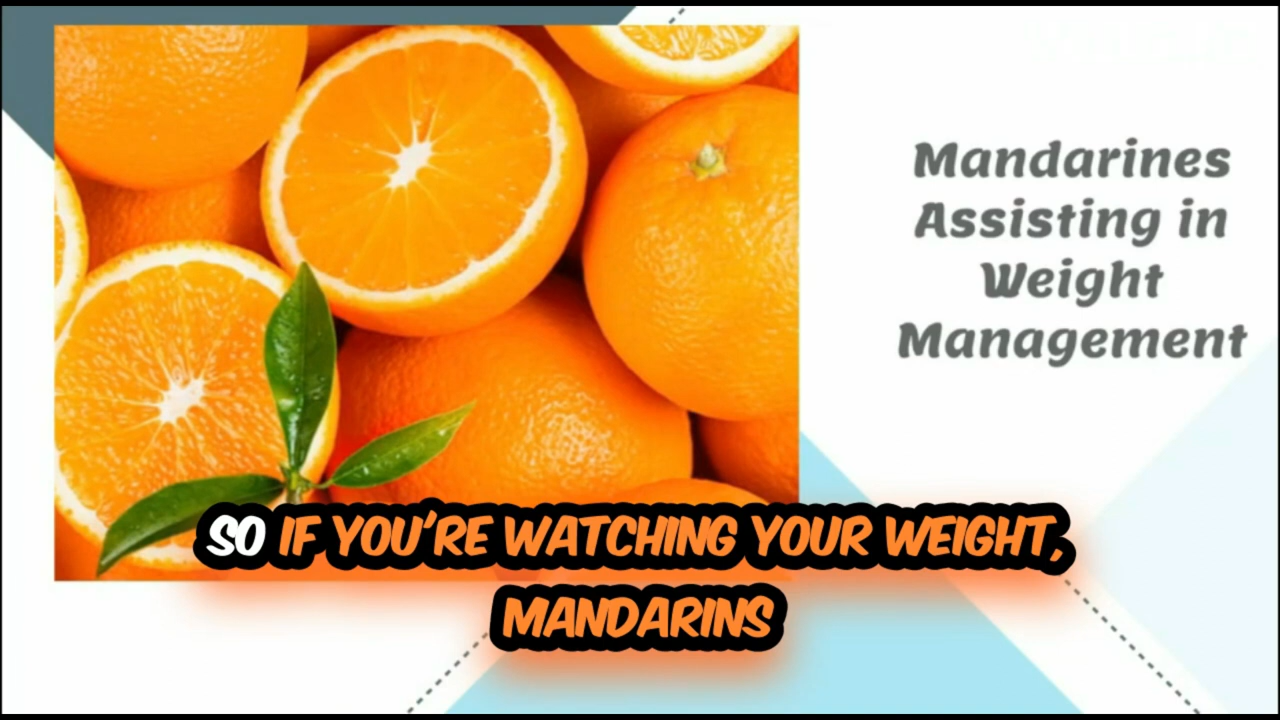 Mandarines
Assisting in
Weight
Management
SO IF YOU'RE WATCHING YOUR WEIGHT,
MANDARINS